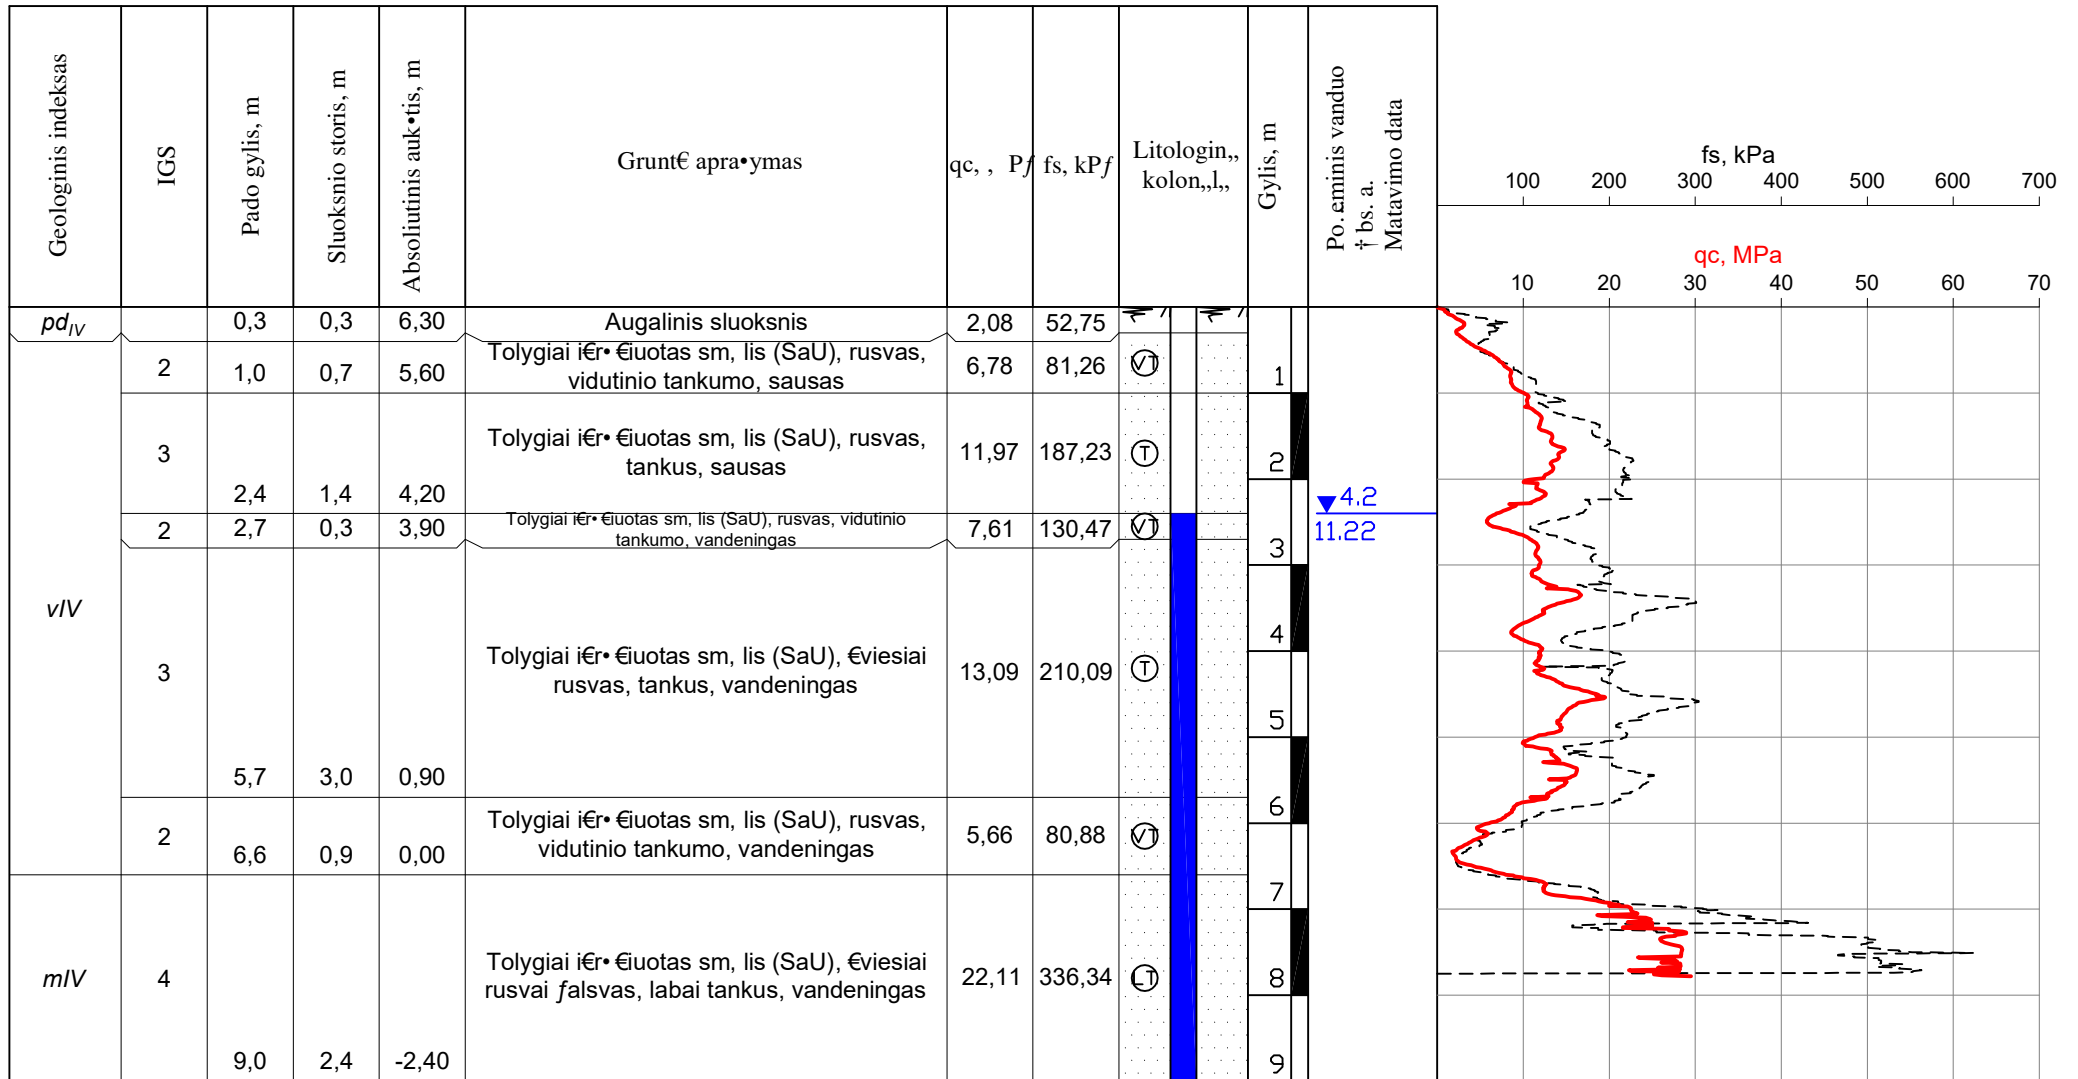 Geologinis indeksas
IGS
Pado gylis, m
Sluoksnio storis, m
Absoliutinis auk•tis, m
Grunt€ apra•ymas
qc, , Pƒ
fs, kPƒ
Litologin„
kolon„l„
Gylis, m
Po. eminis vanduo
† bs. a.
Matavimo data
fs, kPa
100 200 300 400 500 600 700
qc, MPa
10 20 30 40 50 60 70
pdIV 0,3 0,3 6,30 Augalinis sluoksnis 2,08 52,75
2 1,0 0,7 5,60
Tolygiai i€r• €iuotas sm, lis (SaU), rusvas,
vidutinio tankumo, sausas
6,78 81,26 VT
1
3 2,4 1,4 4,20
Tolygiai i€r• €iuotas sm, lis (SaU), rusvas,
tankus, sausas
11,97 187,23 T
2
4.2
11.22
2 2,7 0,3 3,90
Tolygiai i€r• €iuotas sm, lis (SaU), rusvas, vidutinio
tankumo, vandeningas
7,61 130,47 VT
3
vIV
3 5,7 3,0 0,90
Tolygiai i€r• €iuotas sm, lis (SaU), €viesiai
rusvas, tankus, vandeningas
13,09 210,09 T
4
5
2 6,6 0,9 0,00
Tolygiai i€r• €iuotas sm, lis (SaU), rusvas,
vidutinio tankumo, vandeningas
5,66 80,88 VT
6
7
mIV 4 9,0 2,4 -2,40
Tolygiai i€r• €iuotas sm, lis (SaU), €viesiai
rusvai ƒalsvas, labai tankus, vandeningas
22,11 336,34 LT
8
9